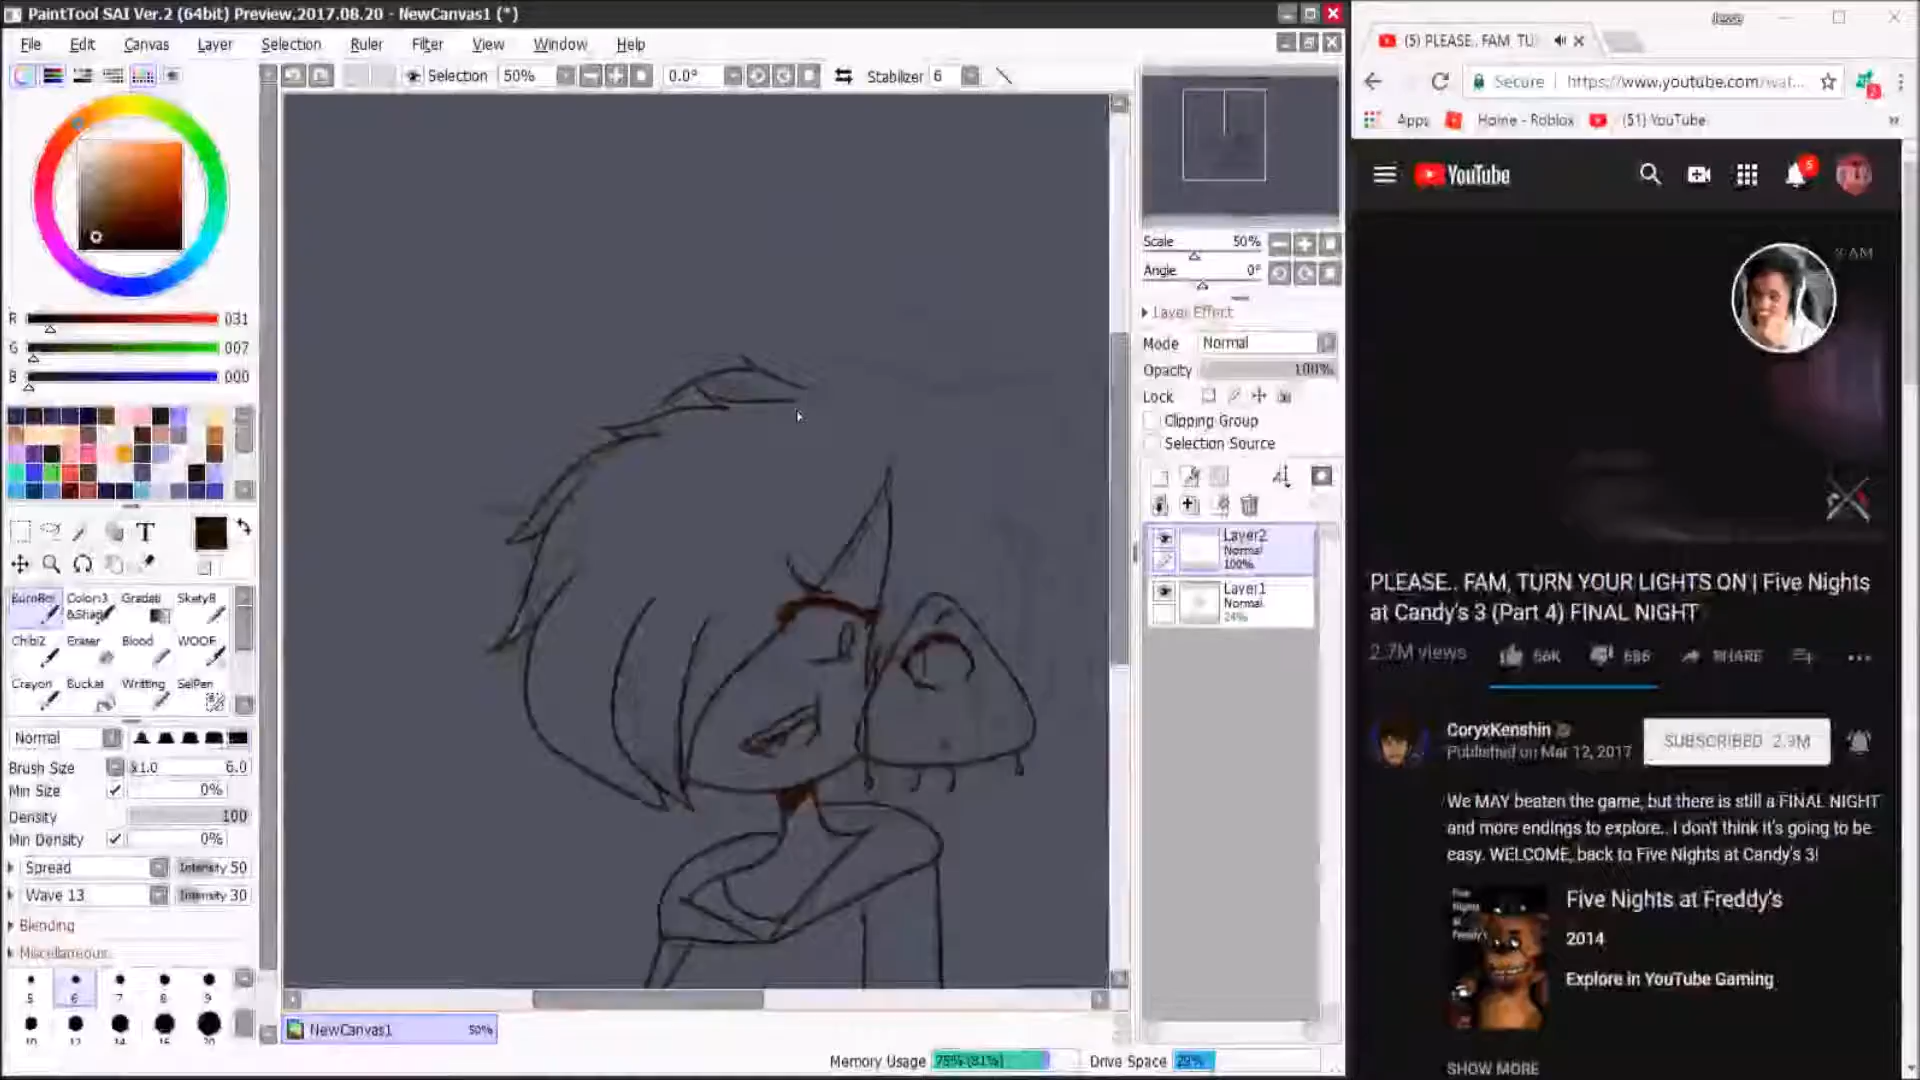 PaintTool SAI Ver.2 (64bit) Preview.2017.08.20 - NewCanvas1 (*)
File Edit Canvas Layer Selection Ruler Filter View Window Help
Selection 50% 0.0° Stabilizer 6
R 031
G 007
B 000
T
Color3 Gradati SketyB
&Shad
ChibiZ Eraser Blood WOOF
Crayon Bucket Writting SelPen
Normal
Brush Size x1.0 6.0
Min Size 0%
Density 100
Min Density 0%
Spread Intensity 50
Wave 13 Intensity 30
Blending
Miscellaneous
5 6 7 8 9
NewCanvas1 50%
Memory Usage 75% (81%) Drive Space 29%
Scale 50%
Angle 0°
Layer Effect
Mode Normal
Opacity 100%
Lock
Clipping Group
Selection Source
Layer2
Normal
100%
Layer1
Normal
24%
Jesse
(5) PLEASE.. FAM, TU
Secure https://www.youtube.com/wat...
Apps Home - Roblox (51) YouTube »
YouTube 5
AM
PLEASE.. FAM, TURN YOUR LIGHTS ON | Five Nights
at Candy's 3 (Part 4) FINAL NIGHT
2.7M views 66K 686 SHARE
CoryxKenshin
Published on Mar 12, 2017
SUBSCRIBED 2.9M
We MAY beaten the game, but there is still a FINAL NIGHT
and more endings to explore.. I don't think it's going to be
easy. WELCOME, back to Five Nights at Candy's 3!
Five Nights at Freddy's
2014
Explore in YouTube Gaming
SHOW MORE